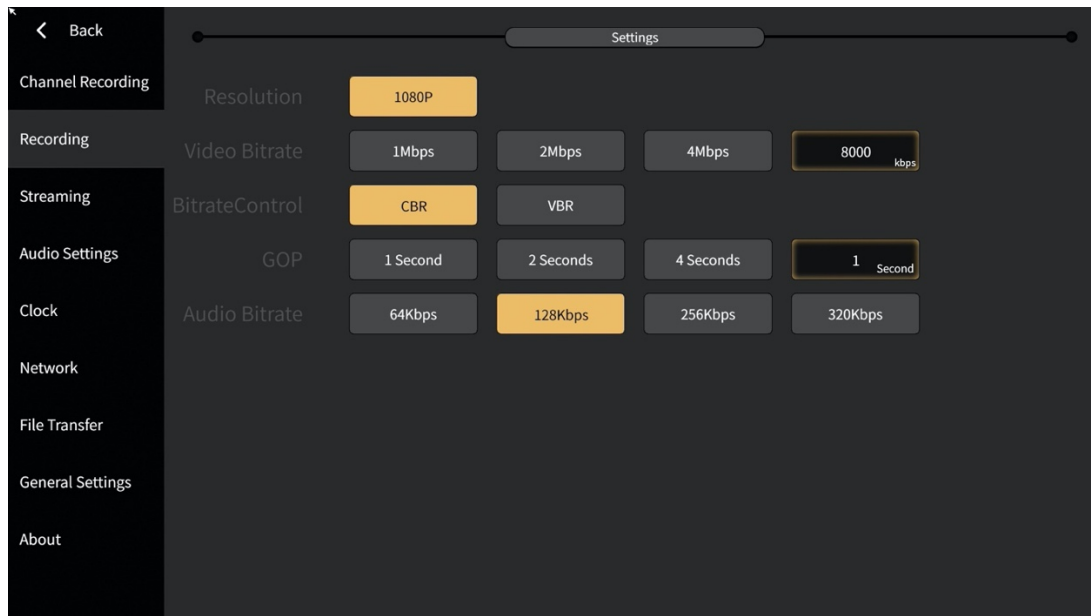 Back
Settings
Channel Recording
Recording
Streaming
Audio Settings
Clock
Network
File Transfer
General Settings
About
Resolution
1080P
Video Bitrate
1Mbps 2Mbps 4Mbps 8000 kbps
BitrateControl
CBR VBR
GOP
1 Second 2 Seconds 4 Seconds 1 Second
Audio Bitrate
64Kbps 128Kbps 256Kbps 320Kbps